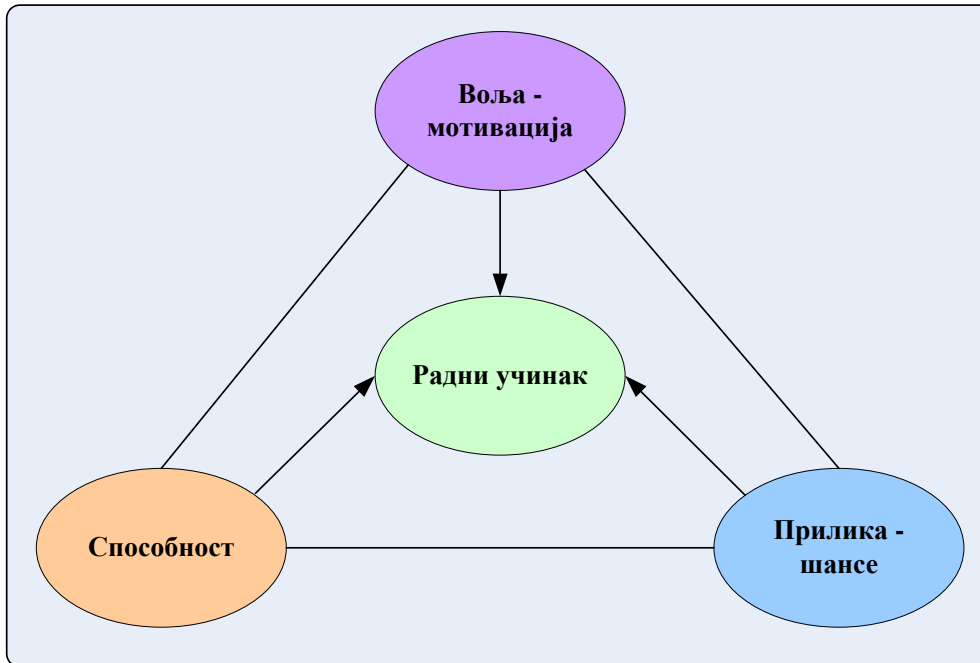 Воља -
мотивација
Радни учинак
Способност
Прилика -
шансе